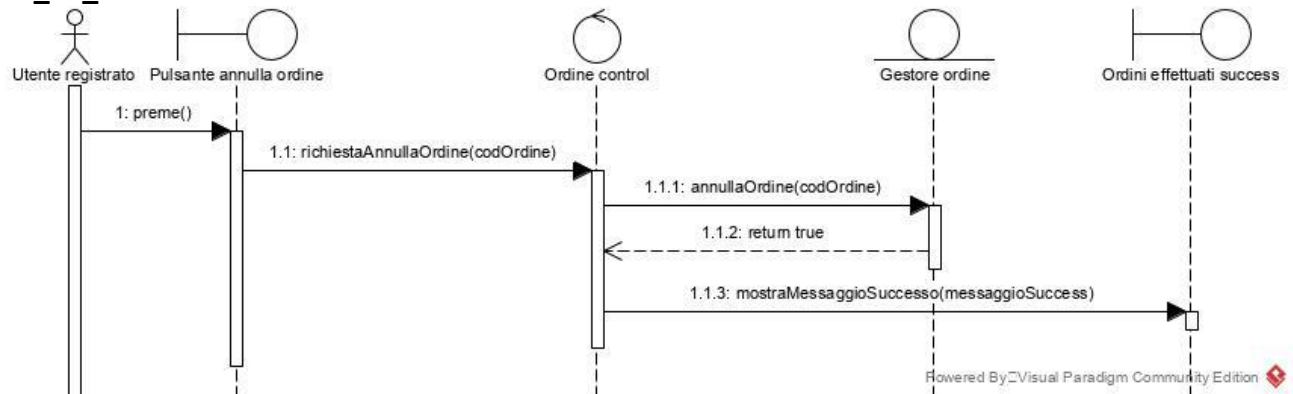 Utente registrato
Pulsante annulla ordine
Ordine control
Gestore ordine
Ordini effettuati success
1: preme()
1.1: richiestaAnnullaOrdine(codOrdine)
1.1.1: annullaOrdine(codOrdine)
1.1.2: return true
1.1.3: mostraMessaggioSuccesso(messaggioSuccess)
Powered By Visual Paradigm Community Edition